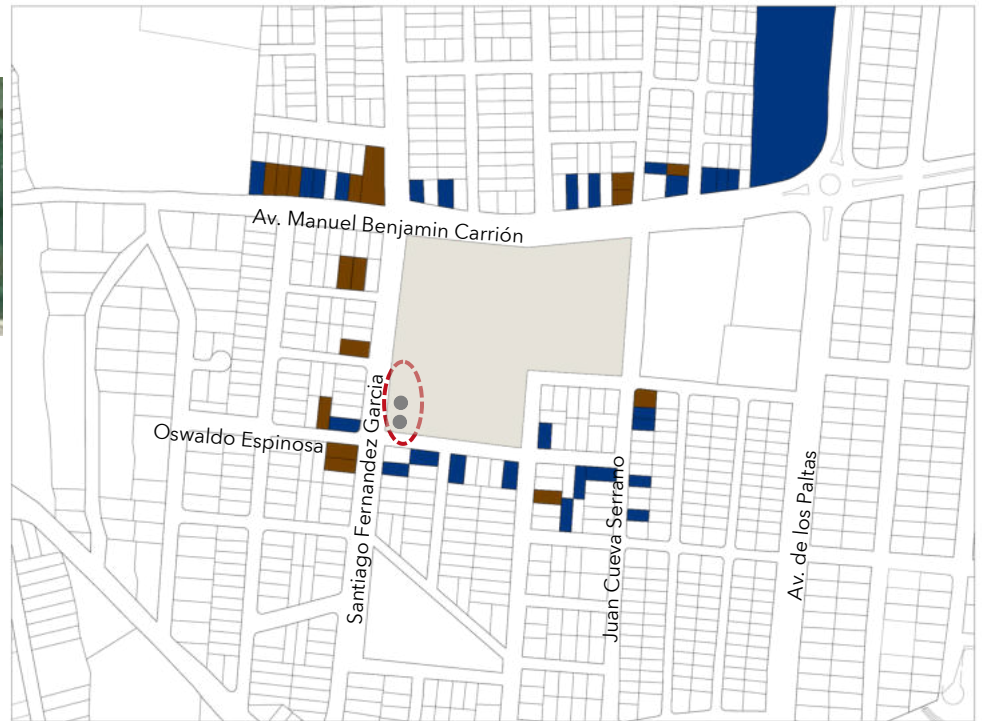 Av. Manuel Benjamin Carrión
Santiago Fernandez Garcia
Oswaldo Espinosa
Juan Cueva Serrano
Av. de los Paltas